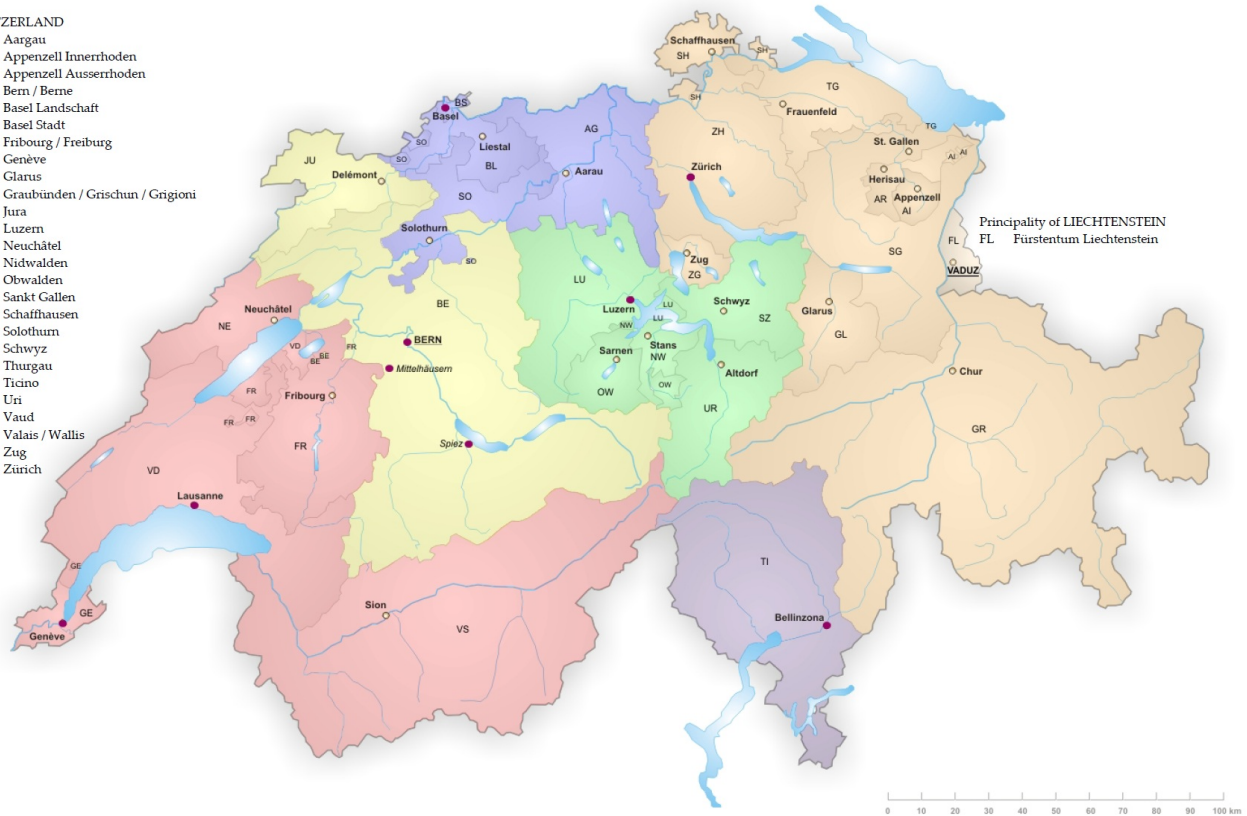 ZERLAND
Aargau
Appenzell Innerrhoden
Appenzell Ausserrhoden
Bern / Berne
Basel Landschaft
Basel Stadt
Fribourg / Freiburg
Genève
Glarus
Graubünden / Grischun / Grigioni
Jura
Luzern
Neuchâtel
Nidwalden
Obwalden
Sankt Gallen
Schaffhausen
Solothurn
Schwyz
Thurgau
Ticino
Uri
Vaud
Valais / Wallis
Zug
Zürich
Schaffhausen
SH
SH
SH
TG
Frauenfeld
ZH
TG
BS
Basel
AG
St. Gallen
SO
Liestal
AI
AI
JU
SO
BL
Zürich
Delémont
Aarau
Herisau
SO
AR
Appenzell
AI
Principality of LIECHTENSTEIN
FL Fürstentum Liechtenstein
Solothurn
FL
SG
SO
Zug
VADUZ
ZG
LU
BE
Neuchâtel
Luzern
LU
Schwyz
Glarus
NE
NW
LU
SZ
GL
VD
FR
BERN
Stans
BE
BE
Sarnen
NW
Mittelhäusern
Altdorf
Chur
FR
Fribourg
OW
OW
UR
FR
FR
GR
FR
Spiez
VD
Lausanne
GE
TI
Sion
GE
Bellinzona
Genève
VS
0 10 20 30 40 50 60 70 80 90 100 km